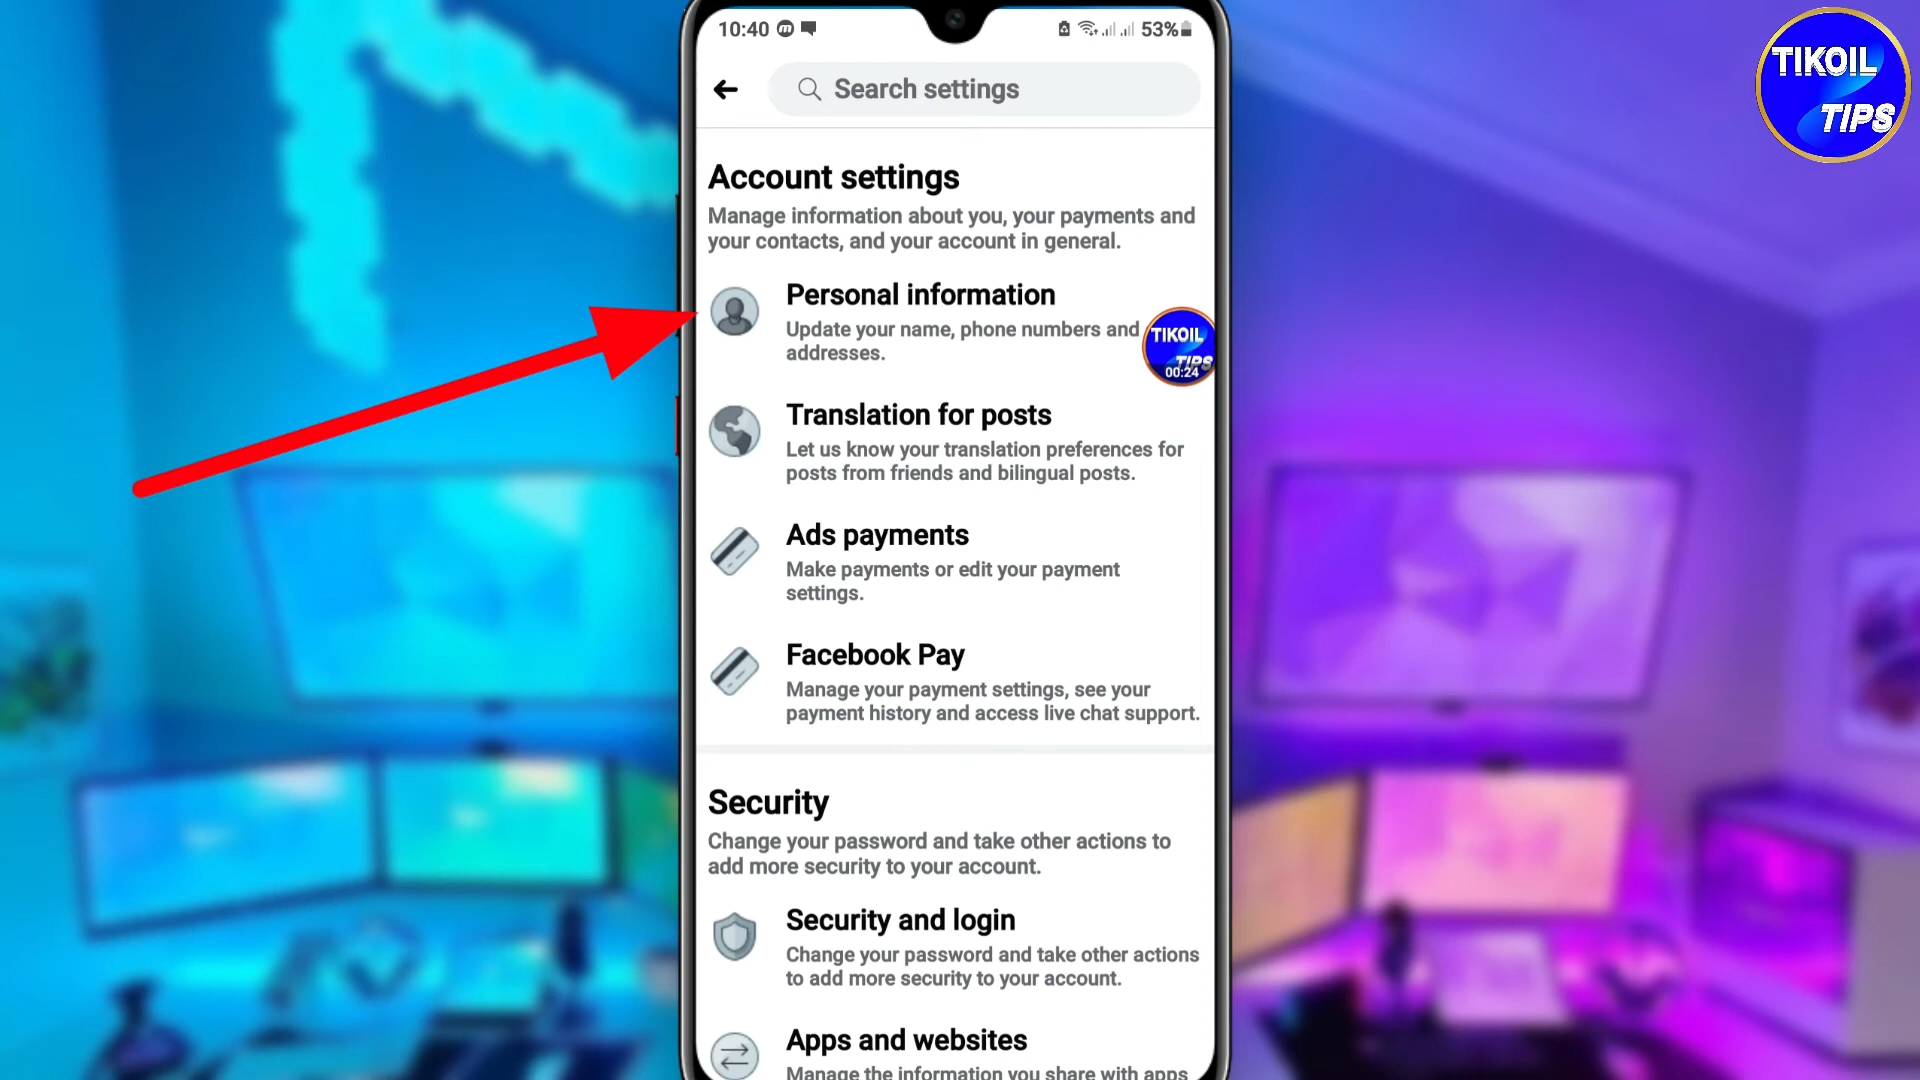 10:40
53%
TIKOIL
TIPS
Search settings
Account settings
Manage information about you, your payments and
your contacts, and your account in general.
Personal information
Update your name, phone numbers and
addresses.
TIKOIL
TIPS
00:24
Translation for posts
Let us know your translation preferences for
posts from friends and bilingual posts.
Ads payments
Make payments or edit your payment
settings.
Facebook Pay
Manage your payment settings, see your
payment history and access live chat support.
Security
Change your password and take other actions to
add more security to your account.
Security and login
Change your password and take other actions
to add more security to your account.
Apps and websites
Manage the information you share with apps